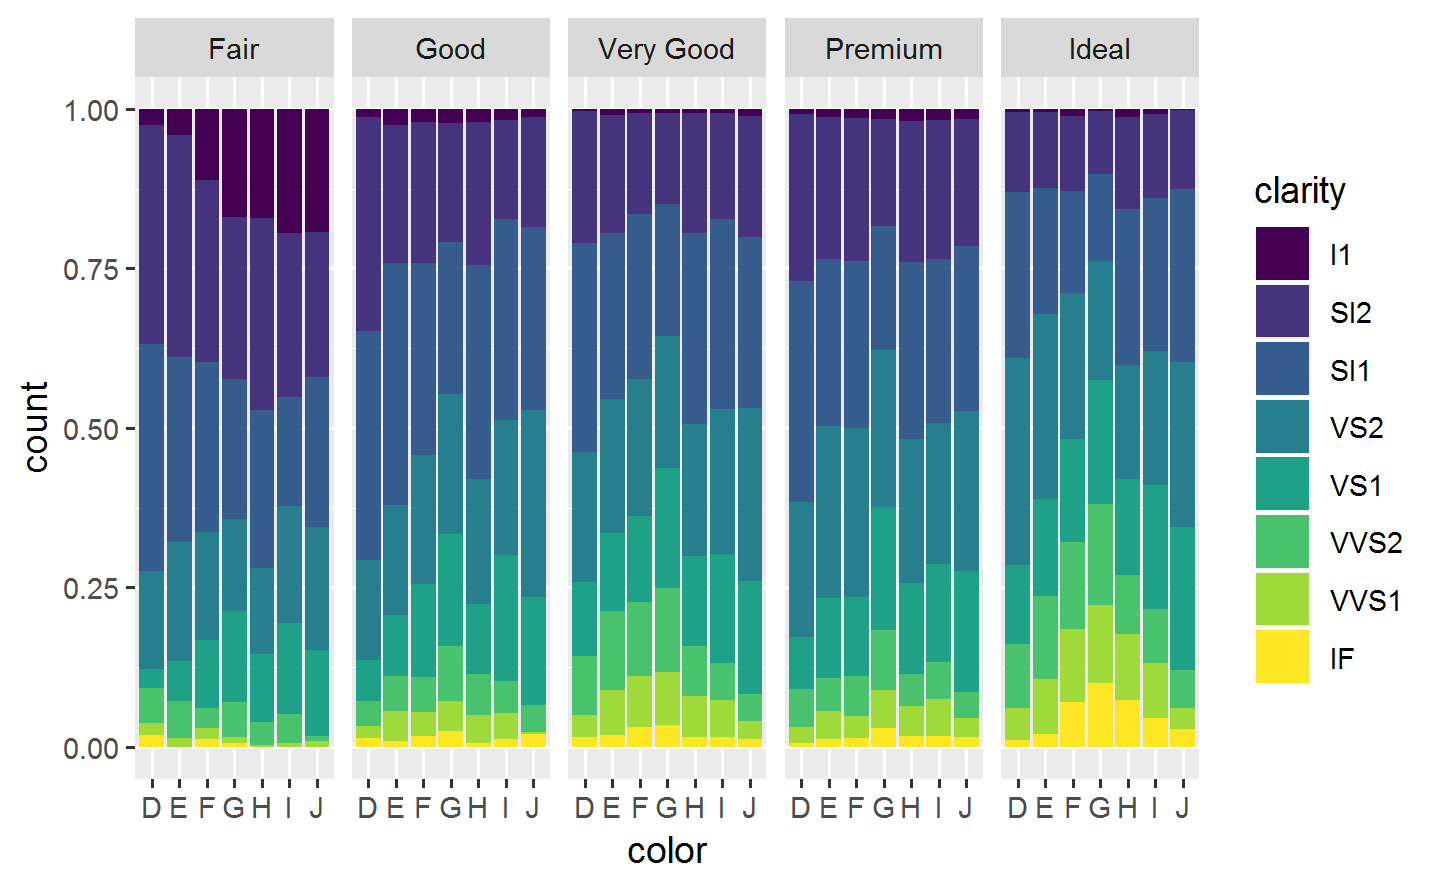 Fair Good Very Good Premium Ideal
1.00
0.75
0.50
0.25
0.00
count
D E F G H I J D E F G H I J D E F G H I J D E F G H I J D E F G H I J
color
clarity
I1
SI2
SI1
VS2
VS1
VVS2
VVS1
IF